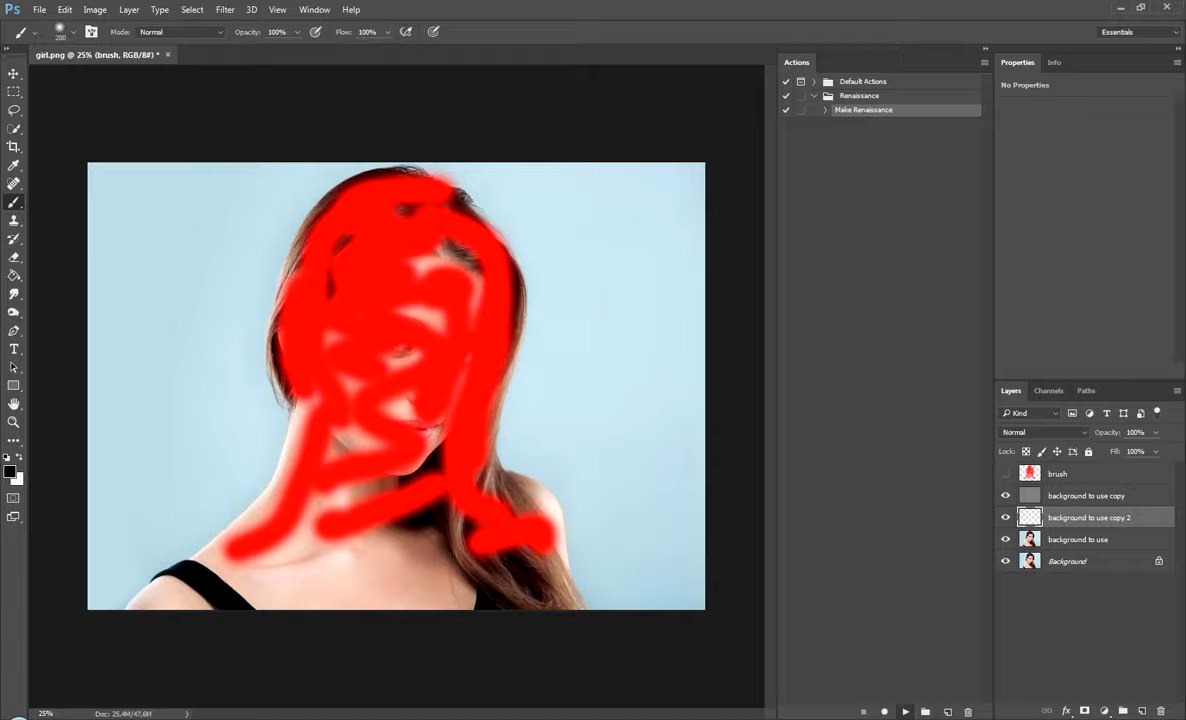 Ps File Edit Image Layer Type Select Filter 3D View Window Help
200 Mode: Normal Opacity: 100% Flow: 100% Essentials
girl.png @ 25% (brush, RGB/8#) * ×
Actions
Default Actions
Renaissance
Make Renaissance
Properties Info
No Properties
Layers Channels Paths
Kind
Normal Opacity: 100%
Lock: Fill: 100%
brush
background to use copy
background to use copy 2
background to use
Background
25% Doc: 25,4M/47,6M